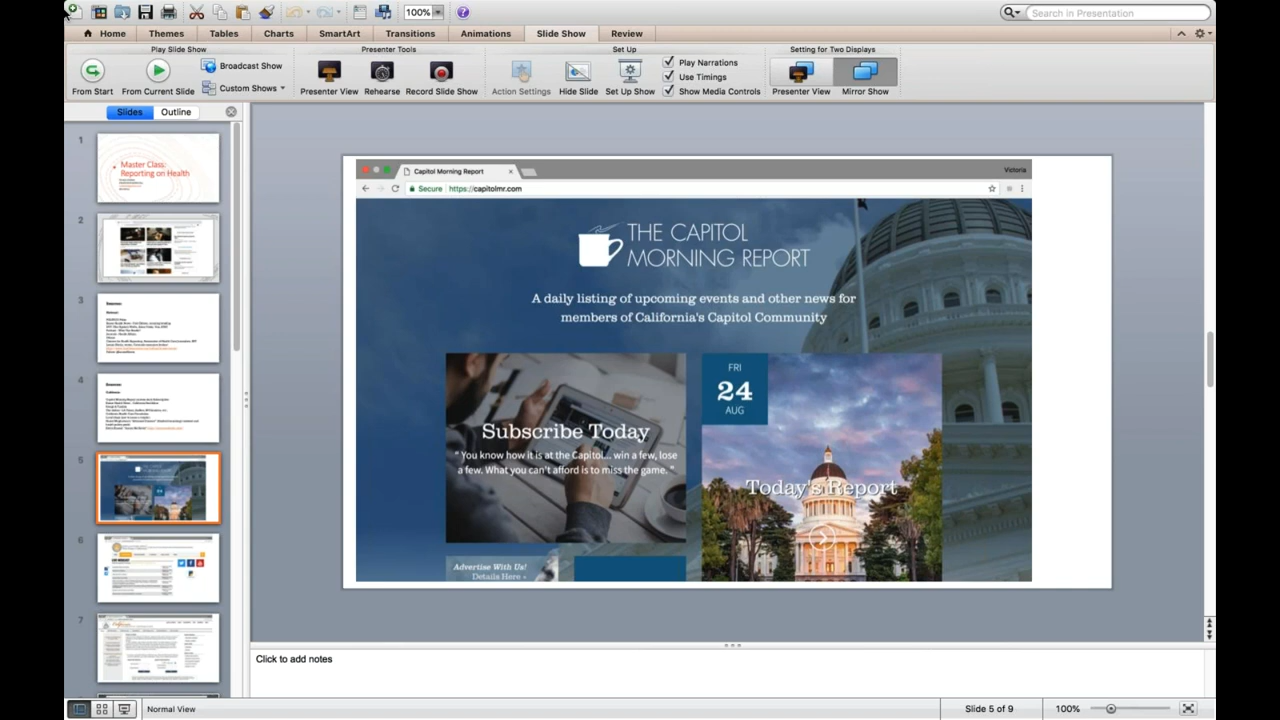 100%
Search in Presentation
Home Themes Tables Charts SmartArt Transitions Animations Slide Show Review
Play Slide Show Presenter Tools Set Up Setting for Two Displays
From Start
From Current Slide
Broadcast Show
Custom Shows
Presenter View
Rehearse
Record Slide Show
Action Settings
Hide Slide
Set Up Show
Play Narrations
Use Timings
Show Media Controls
Presenter View
Mirror Show
Slides Outline
1
Master Class:
Reporting on Health
2
3
4
5
6
7
Capitol Morning Report
Victoria
Secure https://capitolmr.com
THE CAPITOL
MORNING REPORT
A daily listing of upcoming events and other news for
members of California's Capitol Community
Subscribe Today
"You know how it is at the Capitol... win a few, lose
a few. What you can't afford is to miss the game."
FRI
24
AUG
Today's Report
Advertise With Us!
Details Here
Click to add notes
Normal View
Slide 5 of 9
100%